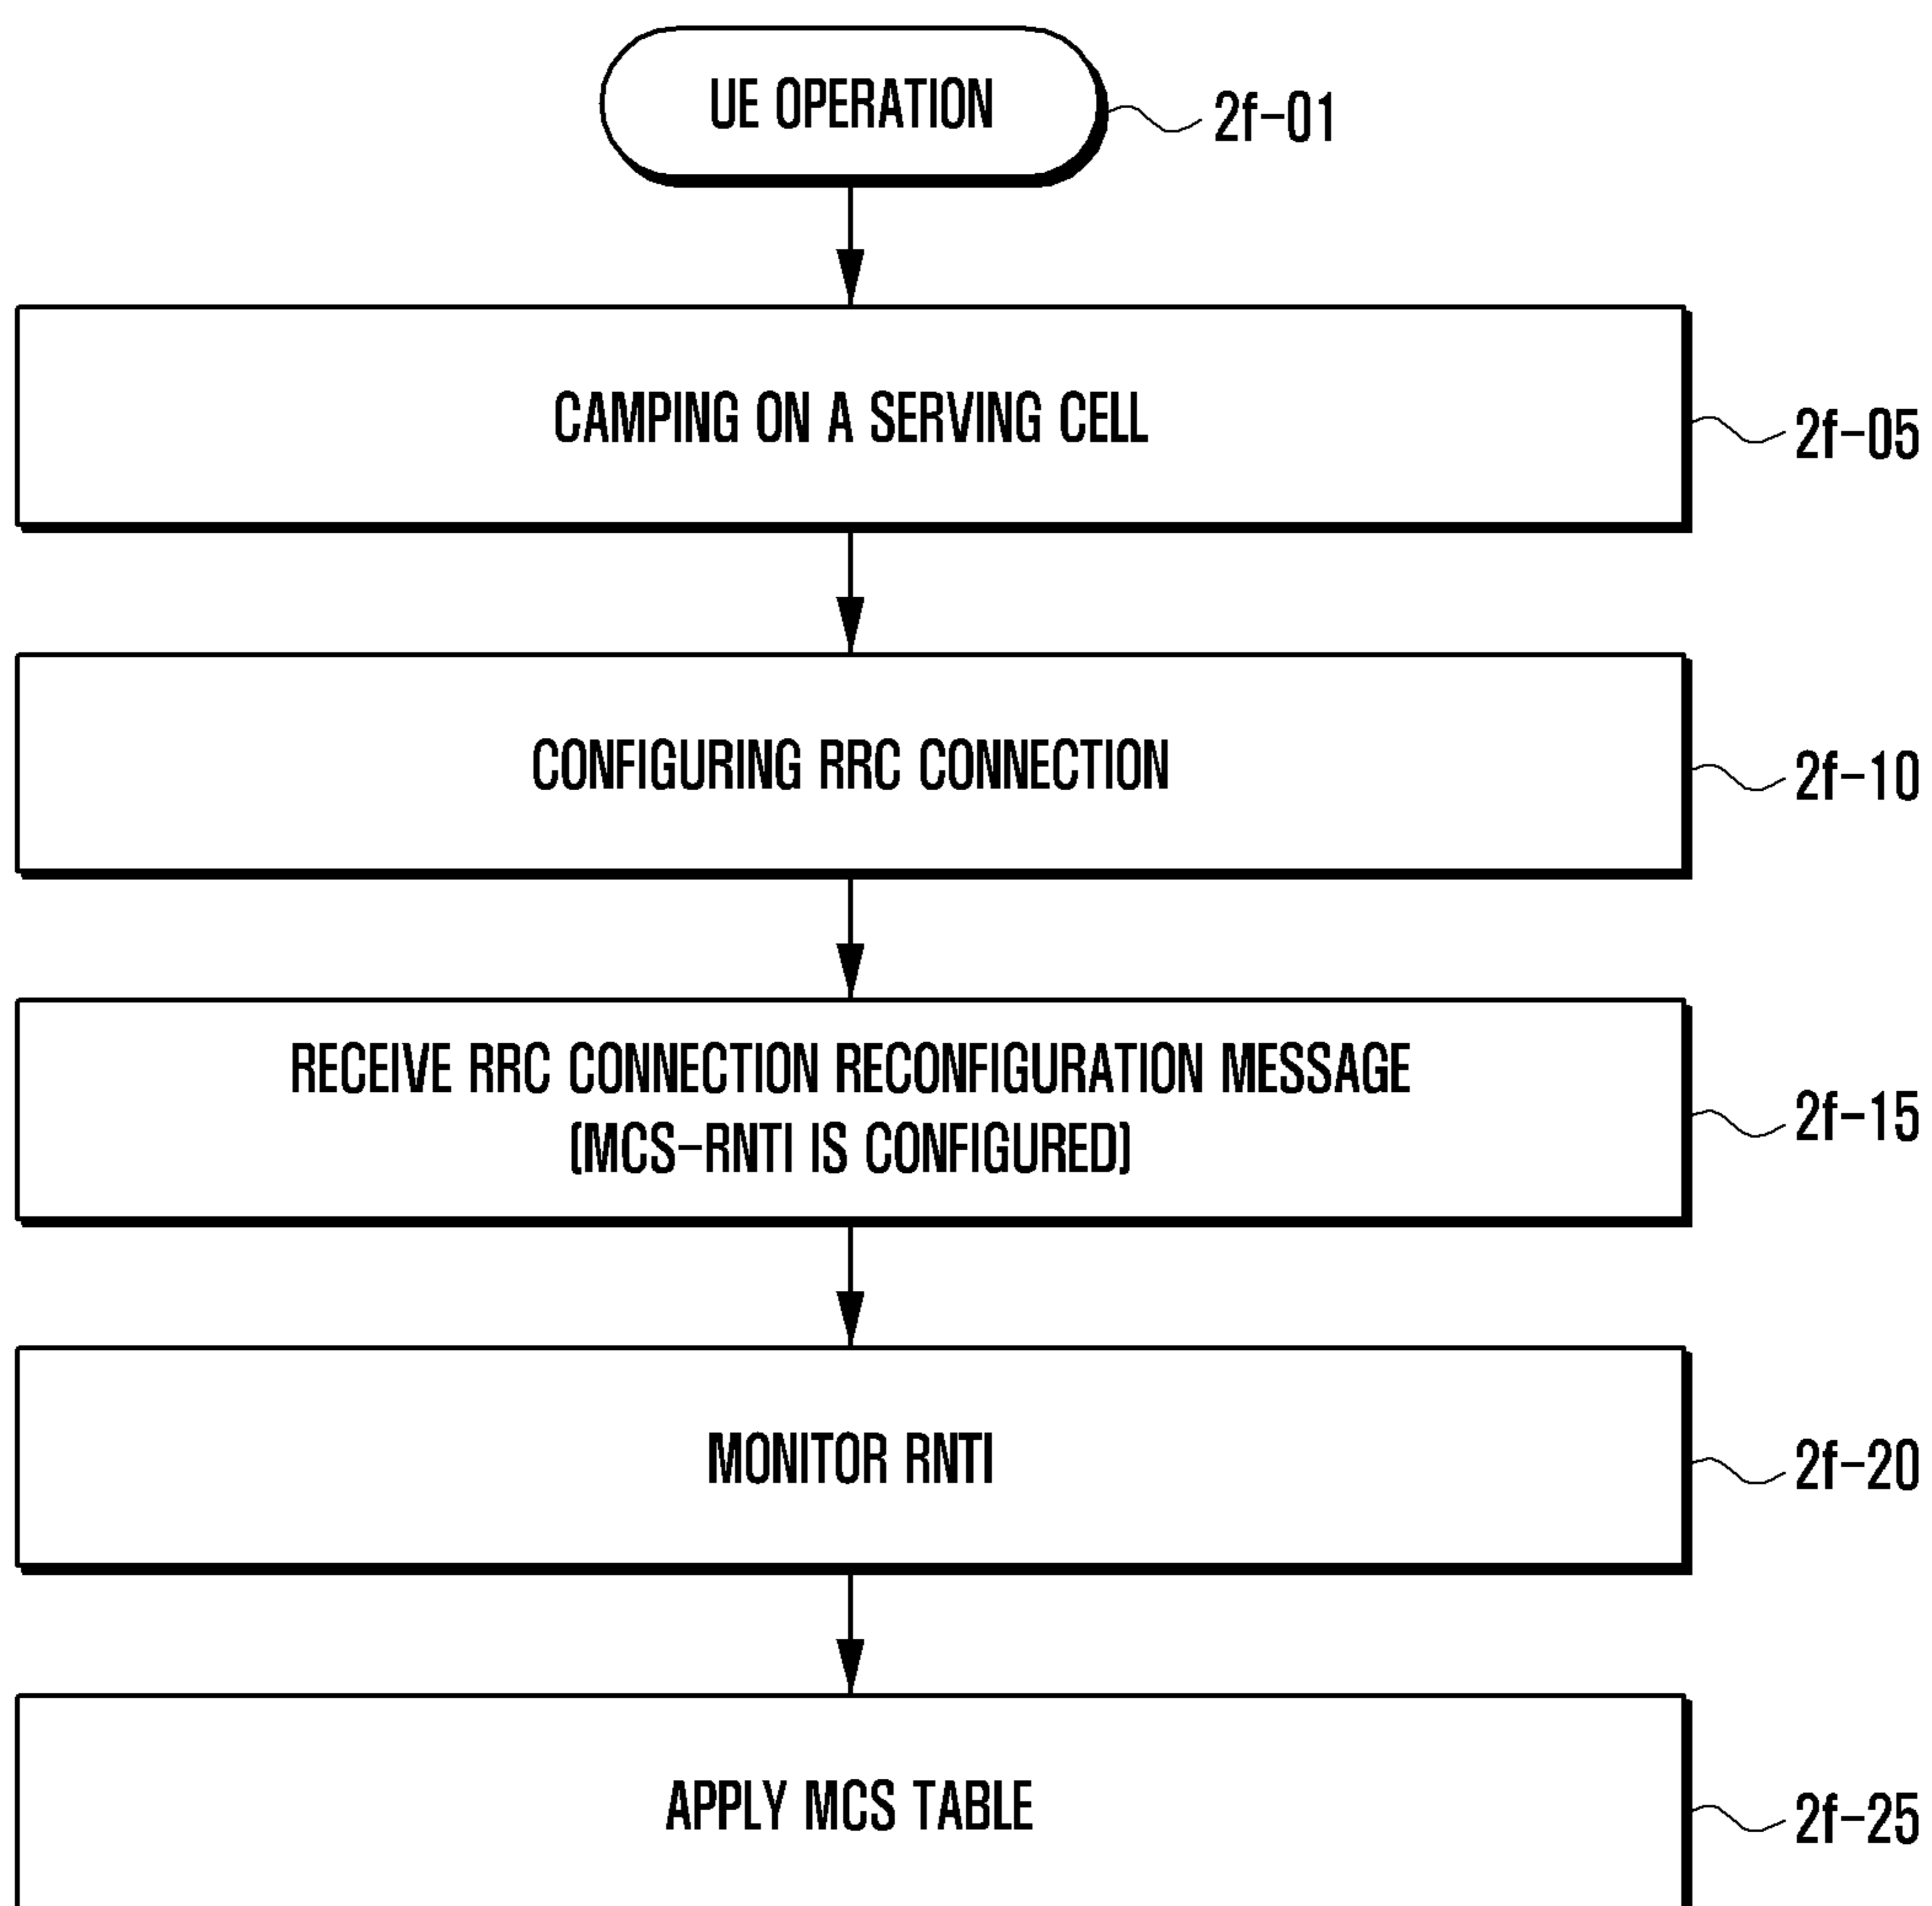 UE OPERATION
2f-01
CAMPING ON A SERVING CELL
2f-05
CONFIGURING RRC CONNECTION
2f-10
RECEIVE RRC CONNECTION RECONFIGURATION MESSAGE
(MCS-RNTI IS CONFIGURED)
2f-15
MONITOR RNTI
2f-20
APPLY MCS TABLE
2f-25